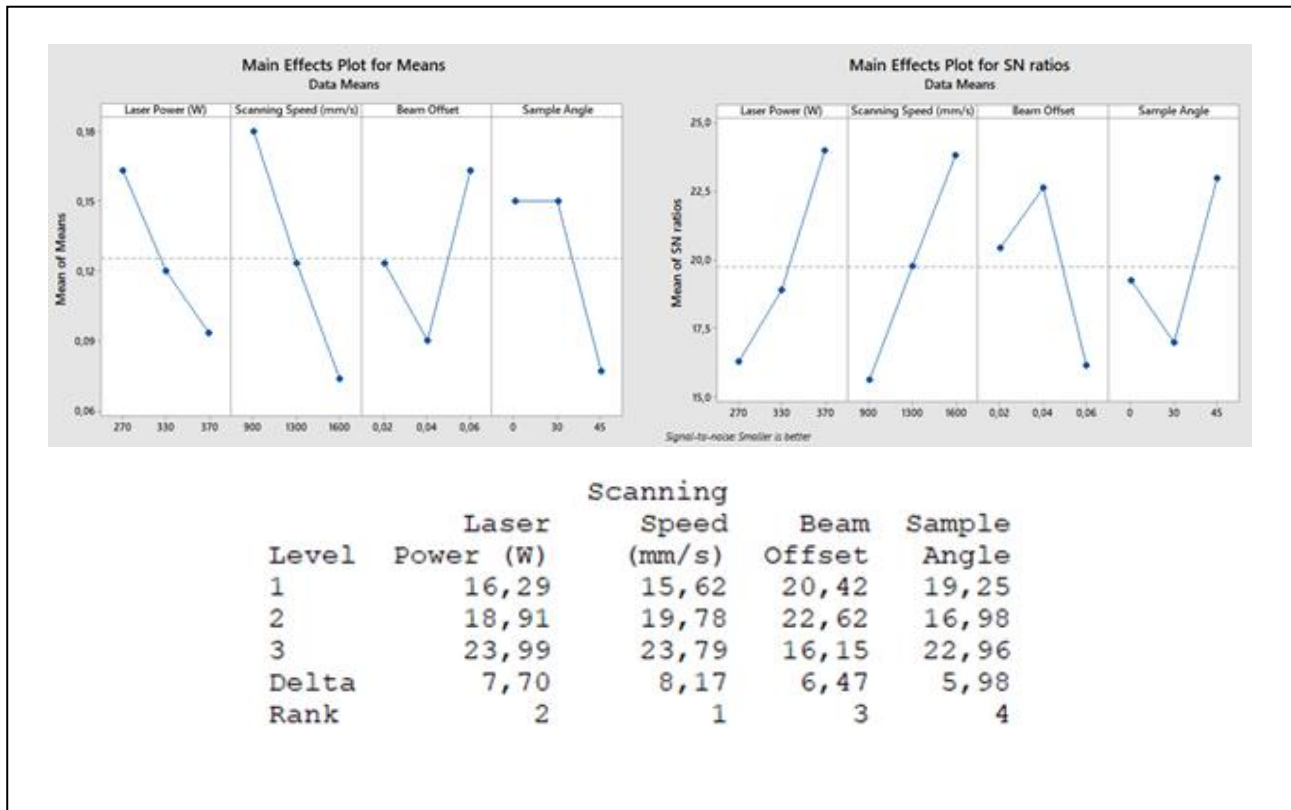 Main Effects Plot for Means
Data Means
Laser Power (W) Scanning Speed (mm/s) Beam Offset Sample Angle
Mean of Means
0,18
0,15
0,12
0,09
0,06
270 330 370 900 1300 1600 0,02 0,04 0,06 0 30 45
Main Effects Plot for SN ratios
Data Means
Laser Power (W) Scanning Speed (mm/s) Beam Offset Sample Angle
Mean of SN ratios
25,0
22,5
20,0
17,5
15,0
270 330 370 900 1300 1600 0,02 0,04 0,06 0 30 45
Signal-to-noise: Smaller is better
Scanning
Laser Speed Beam Sample
Level Power (W) (mm/s) Offset Angle
1 16,29 15,62 20,42 19,25
2 18,91 19,78 22,62 16,98
3 23,99 23,79 16,15 22,96
Delta 7,70 8,17 6,47 5,98
Rank 2 1 3 4